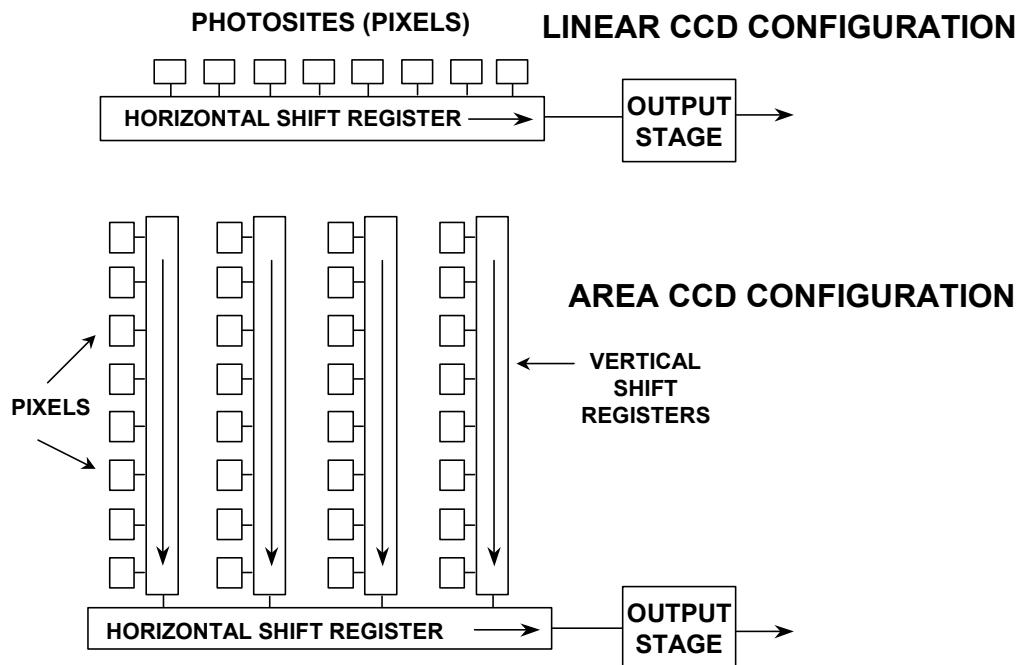 PHOTOSITES (PIXELS)
LINEAR CCD CONFIGURATION
HORIZONTAL SHIFT REGISTER
OUTPUT
STAGE
AREA CCD CONFIGURATION
PIXELS
VERTICAL
SHIFT
REGISTERS
HORIZONTAL SHIFT REGISTER
OUTPUT
STAGE